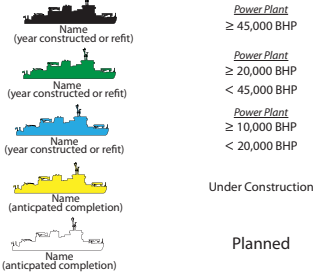 Power Plant
≥ 45,000 BHP
Name
(year constructed or refit)
Power Plant
≥ 20,000 BHP
< 45,000 BHP
Name
(year constructed or refit)
Power Plant
≥ 10,000 BHP
< 20,000 BHP
Name
(year constructed or refit)
Under Construction
Name
(anticpated completion)
Planned
Name
(anticipated completion)